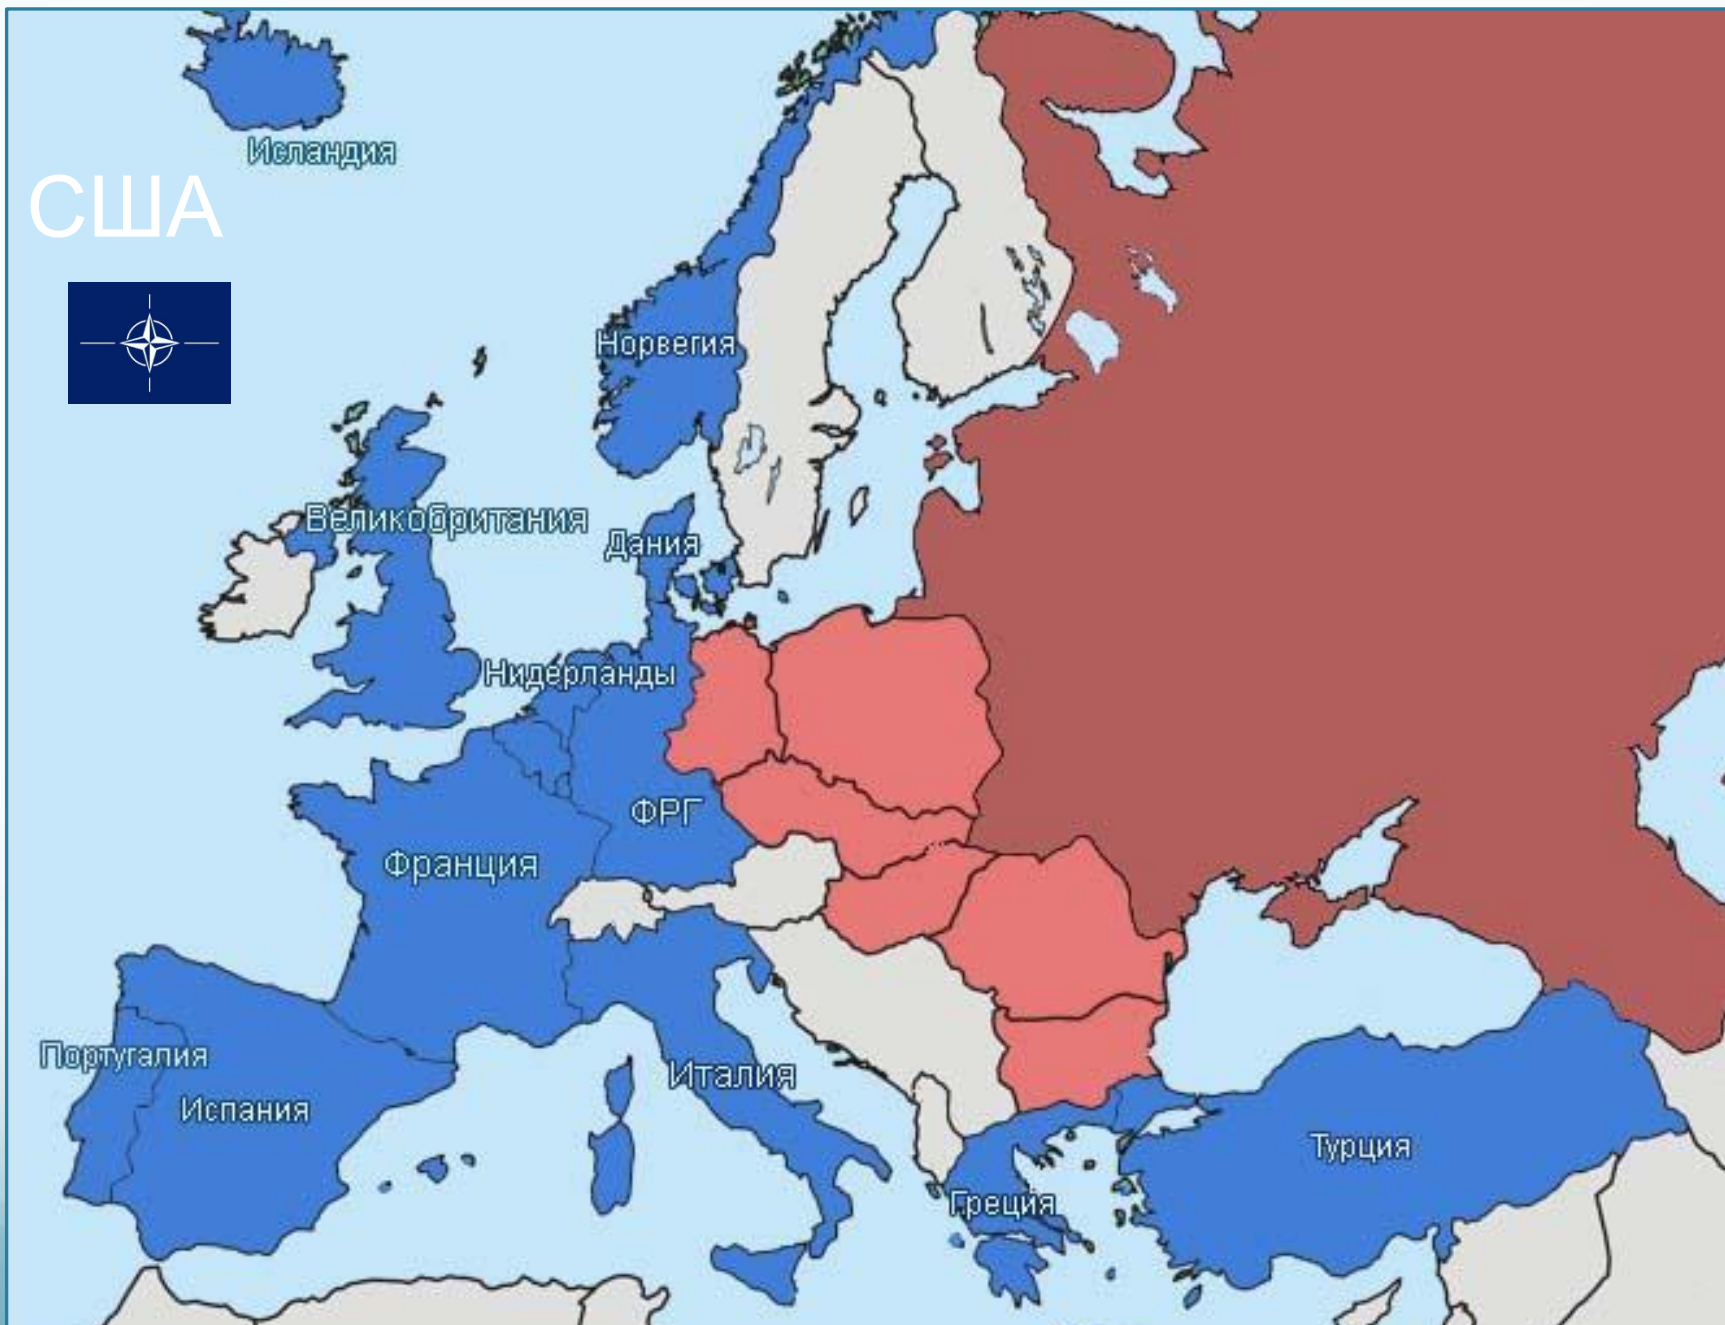 Исландия
США
Норвегия
Великобритания
Дания
Нидерланды
ФРГ
Франция
Португалия
Испания
Италия
Турция
Греция